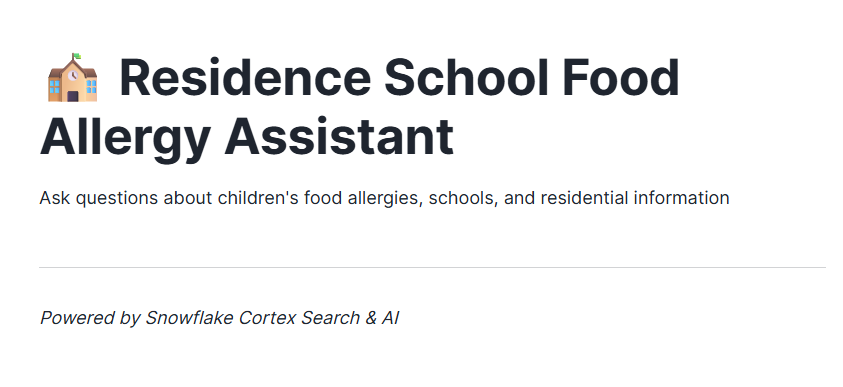 Residence School Food
Allergy Assistant
Ask questions about children's food allergies, schools, and residential information
Powered by Snowflake Cortex Search & AI